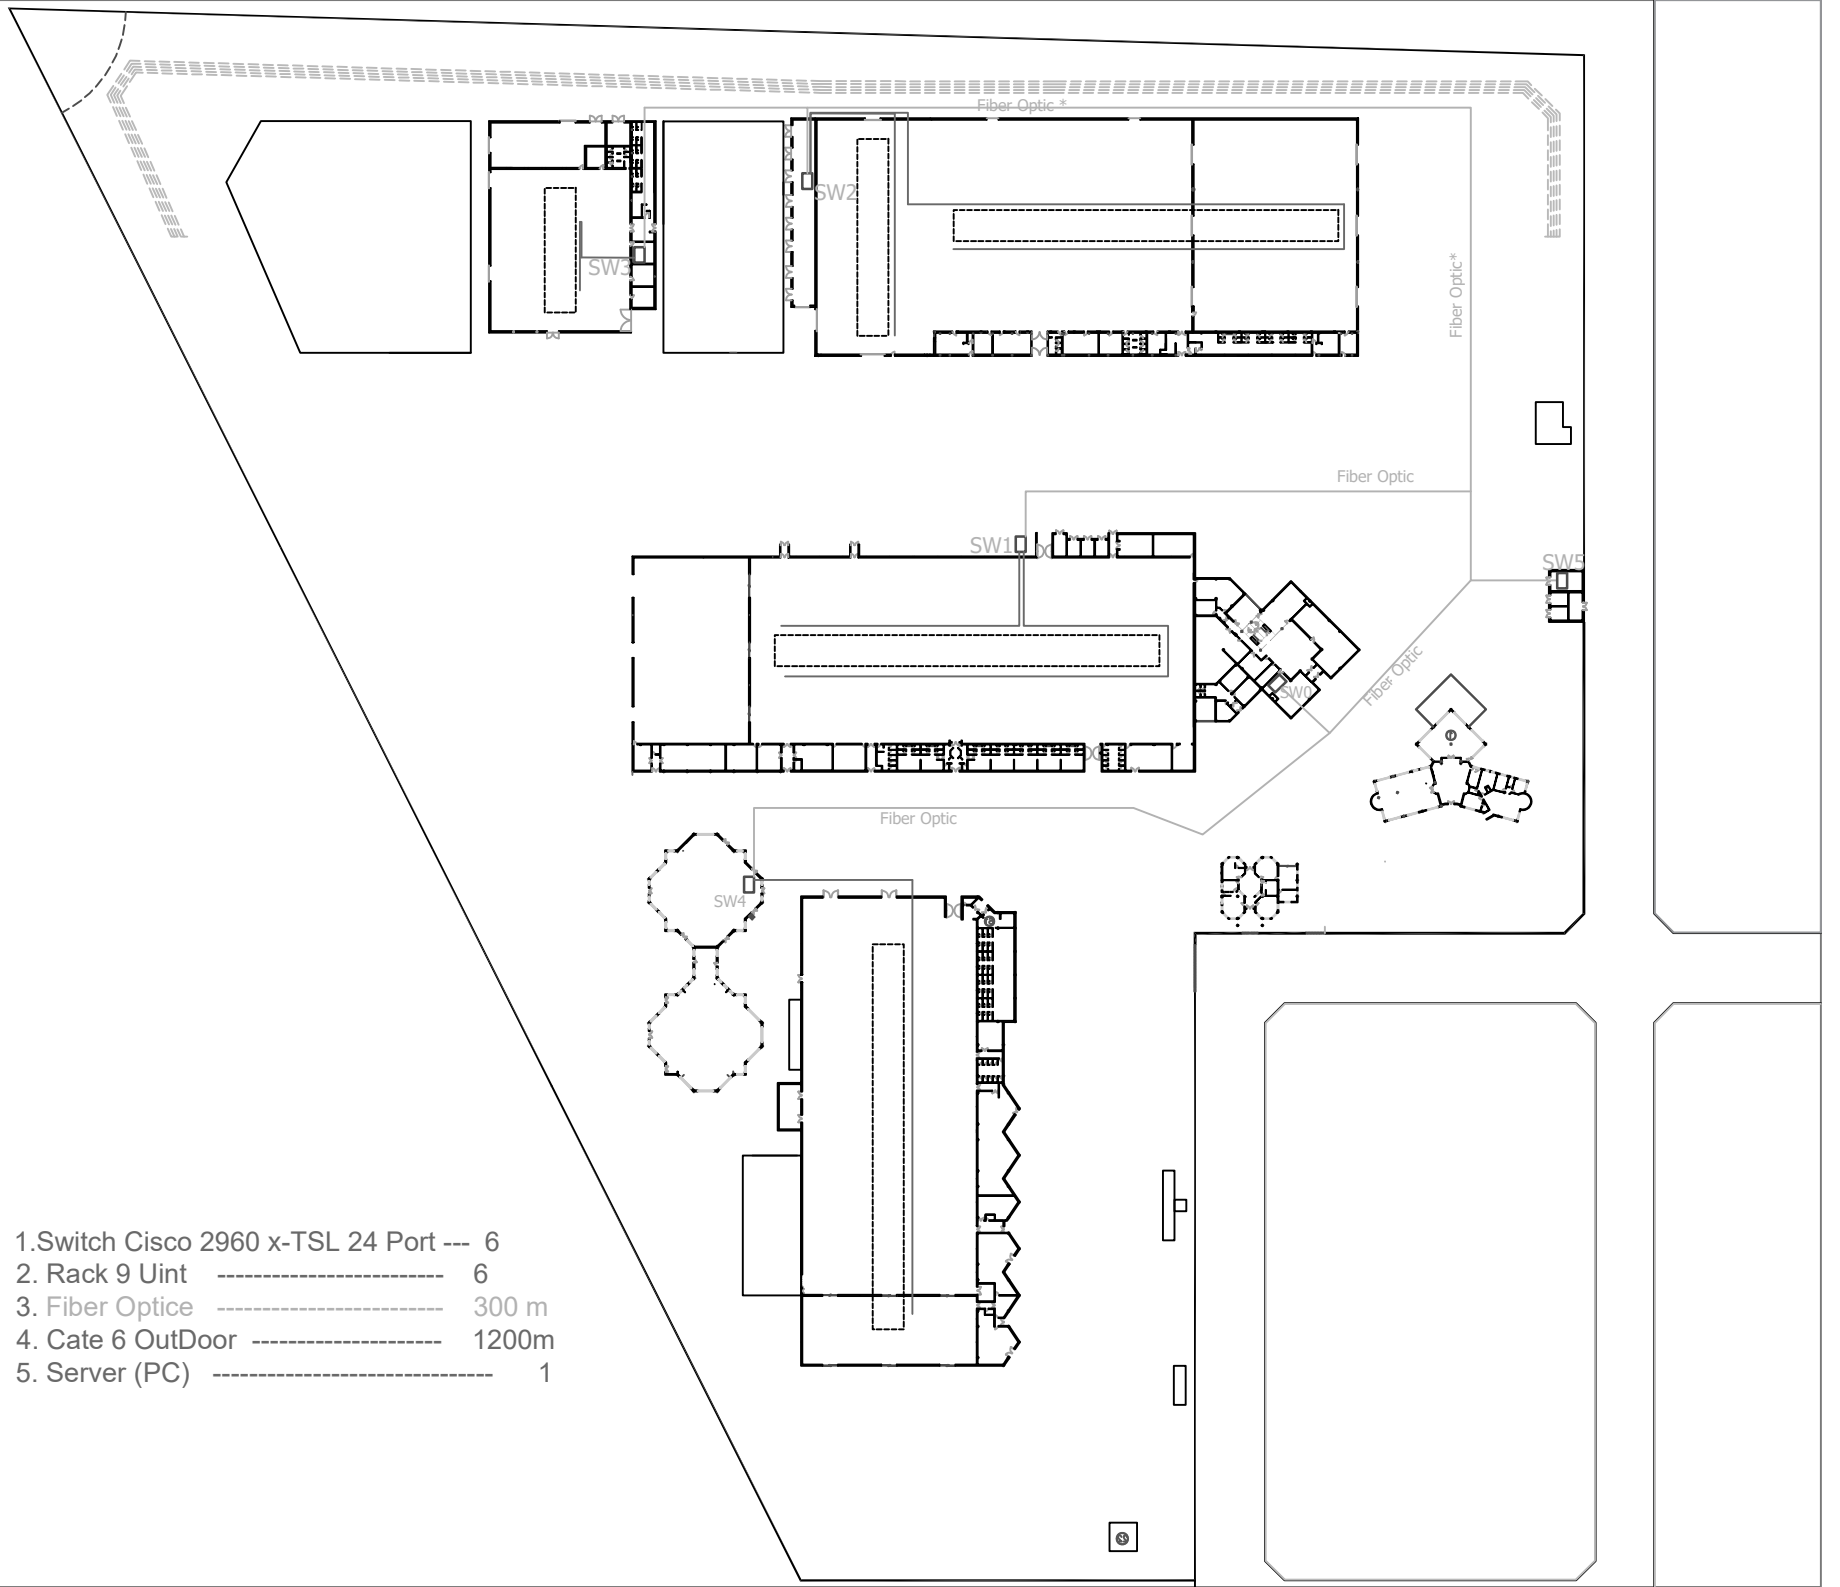 Fiber Optic *
SW2
SW3
Fiber Optic*
Fiber Optic
SW1
SW5
Fiber Optic
SW0
Fiber Optic
SW4
1.Switch Cisco 2960 x-TSL 24 Port --- 6
2. Rack 9 Uint ------------------------- 6
3. Fiber Optice ------------------------- 300 m
4. Cate 6 OutDoor --------------------- 1200m
5. Server (PC) ------------------------------- 1